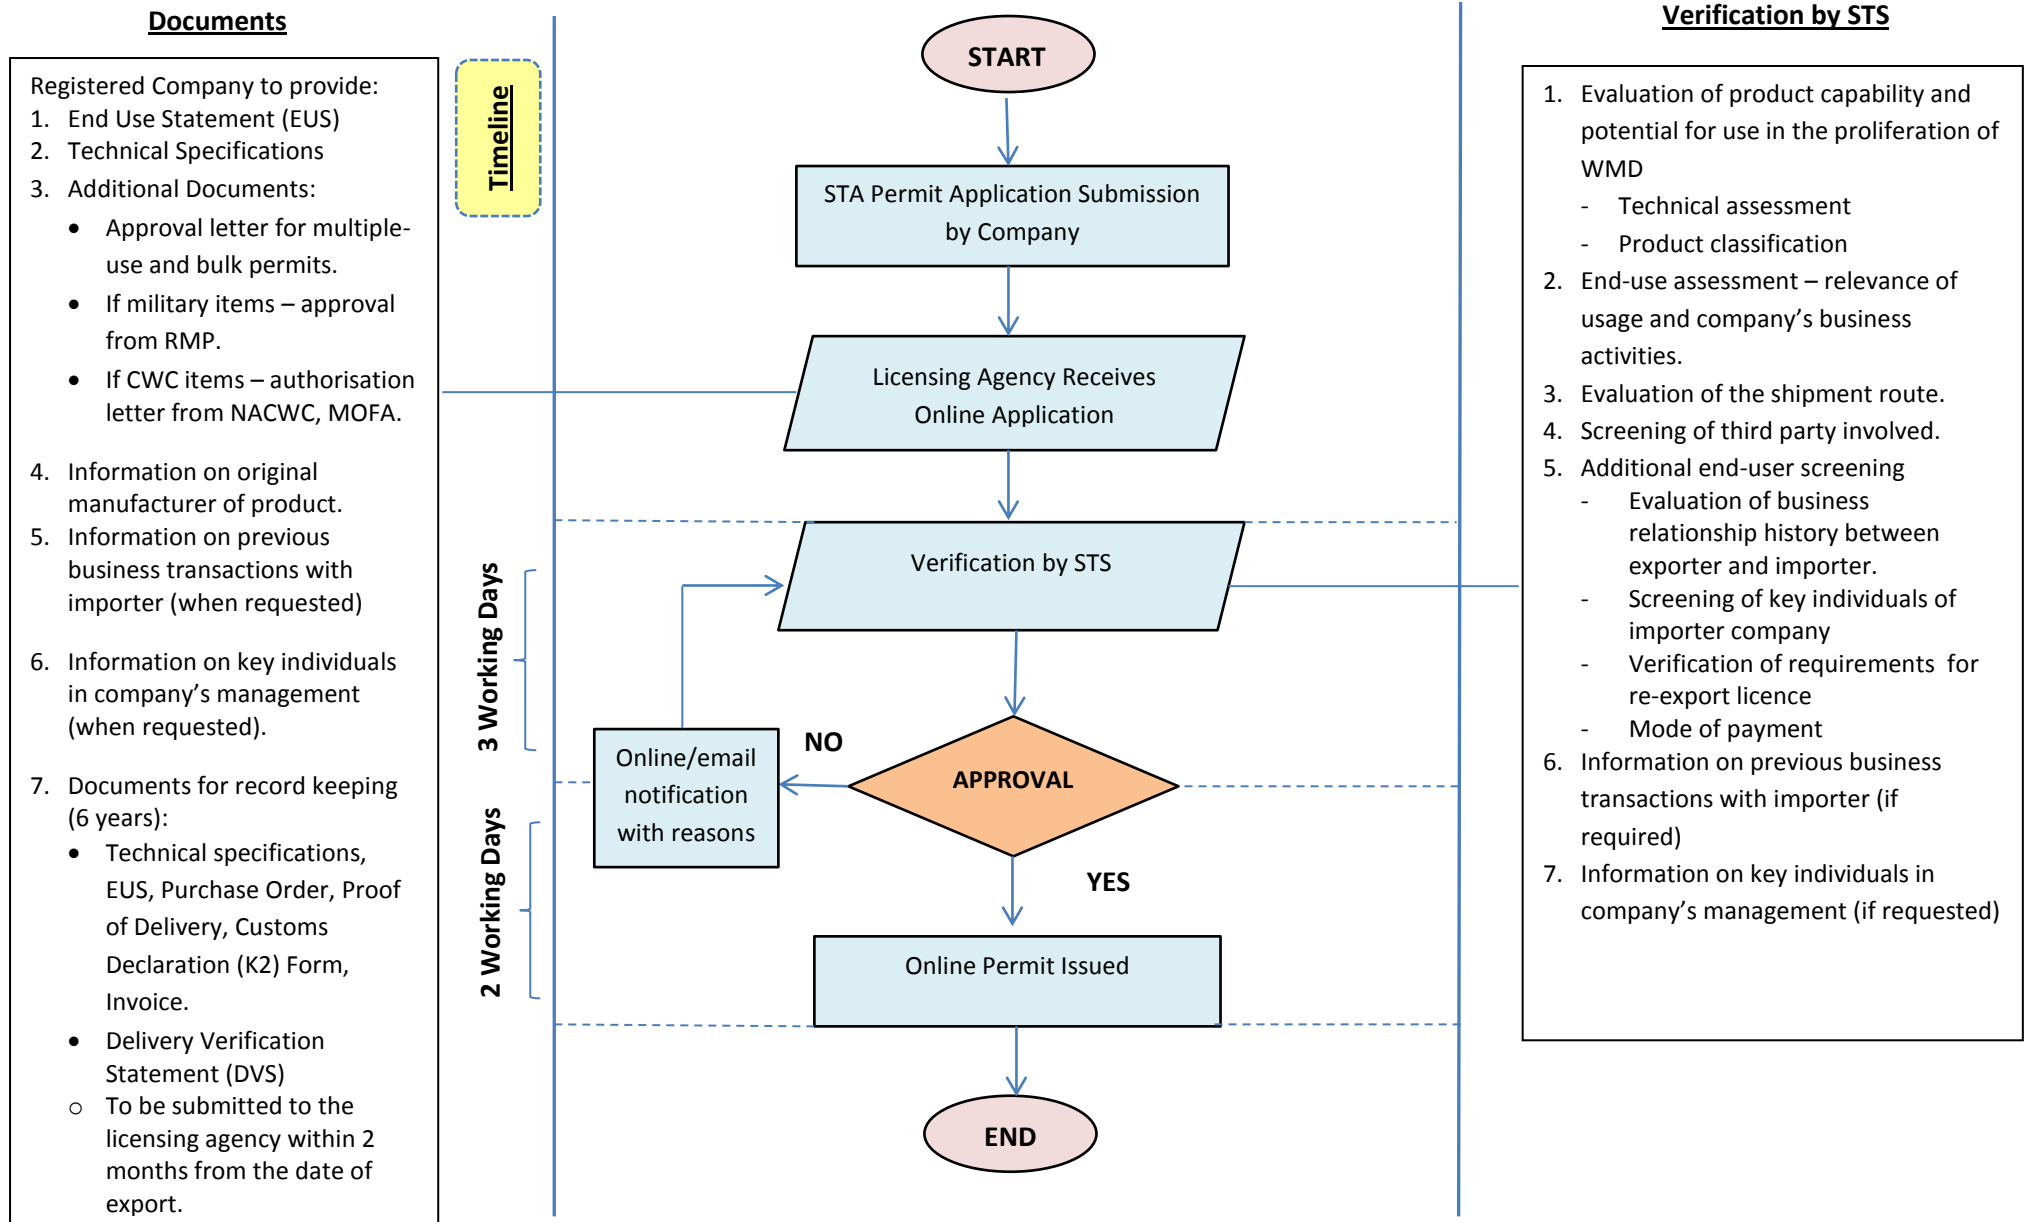 Documents
Registered Company to provide:
1. End Use Statement (EUS)
2. Technical Specifications
3. Additional Documents:
• Approval letter for multiple-
use and bulk permits.
• If military items – approval
from RMP.
• If CWC items – authorisation
letter from NACWC, MOFA.
4. Information on original
manufacturer of product.
5. Information on previous
business transactions with
importer (when requested)
6. Information on key individuals
in company’s management
(when requested).
7. Documents for record keeping
(6 years):
• Technical specifications,
EUS, Purchase Order, Proof
of Delivery, Customs
Declaration (K2) Form,
Invoice.
• Delivery Verification
Statement (DVS)
o To be submitted to the
licensing agency within 2
months from the date of
export.
Timeline
3 Working Days
2 Working Days
START
STA Permit Application Submission
by Company
Licensing Agency Receives
Online Application
Verification by STS
APPROVAL
NO
Online/email
notification
with reasons
YES
Online Permit Issued
END
Verification by STS
1. Evaluation of product capability and
potential for use in the proliferation of
WMD
- Technical assessment
- Product classification
2. End-use assessment – relevance of
usage and company’s business
activities.
3. Evaluation of the shipment route.
4. Screening of third party involved.
5. Additional end-user screening
- Evaluation of business
relationship history between
exporter and importer.
- Screening of key individuals of
importer company
- Verification of requirements for
re-export licence
- Mode of payment
6. Information on previous business
transactions with importer (if
required)
7. Information on key individuals in
company’s management (if requested)